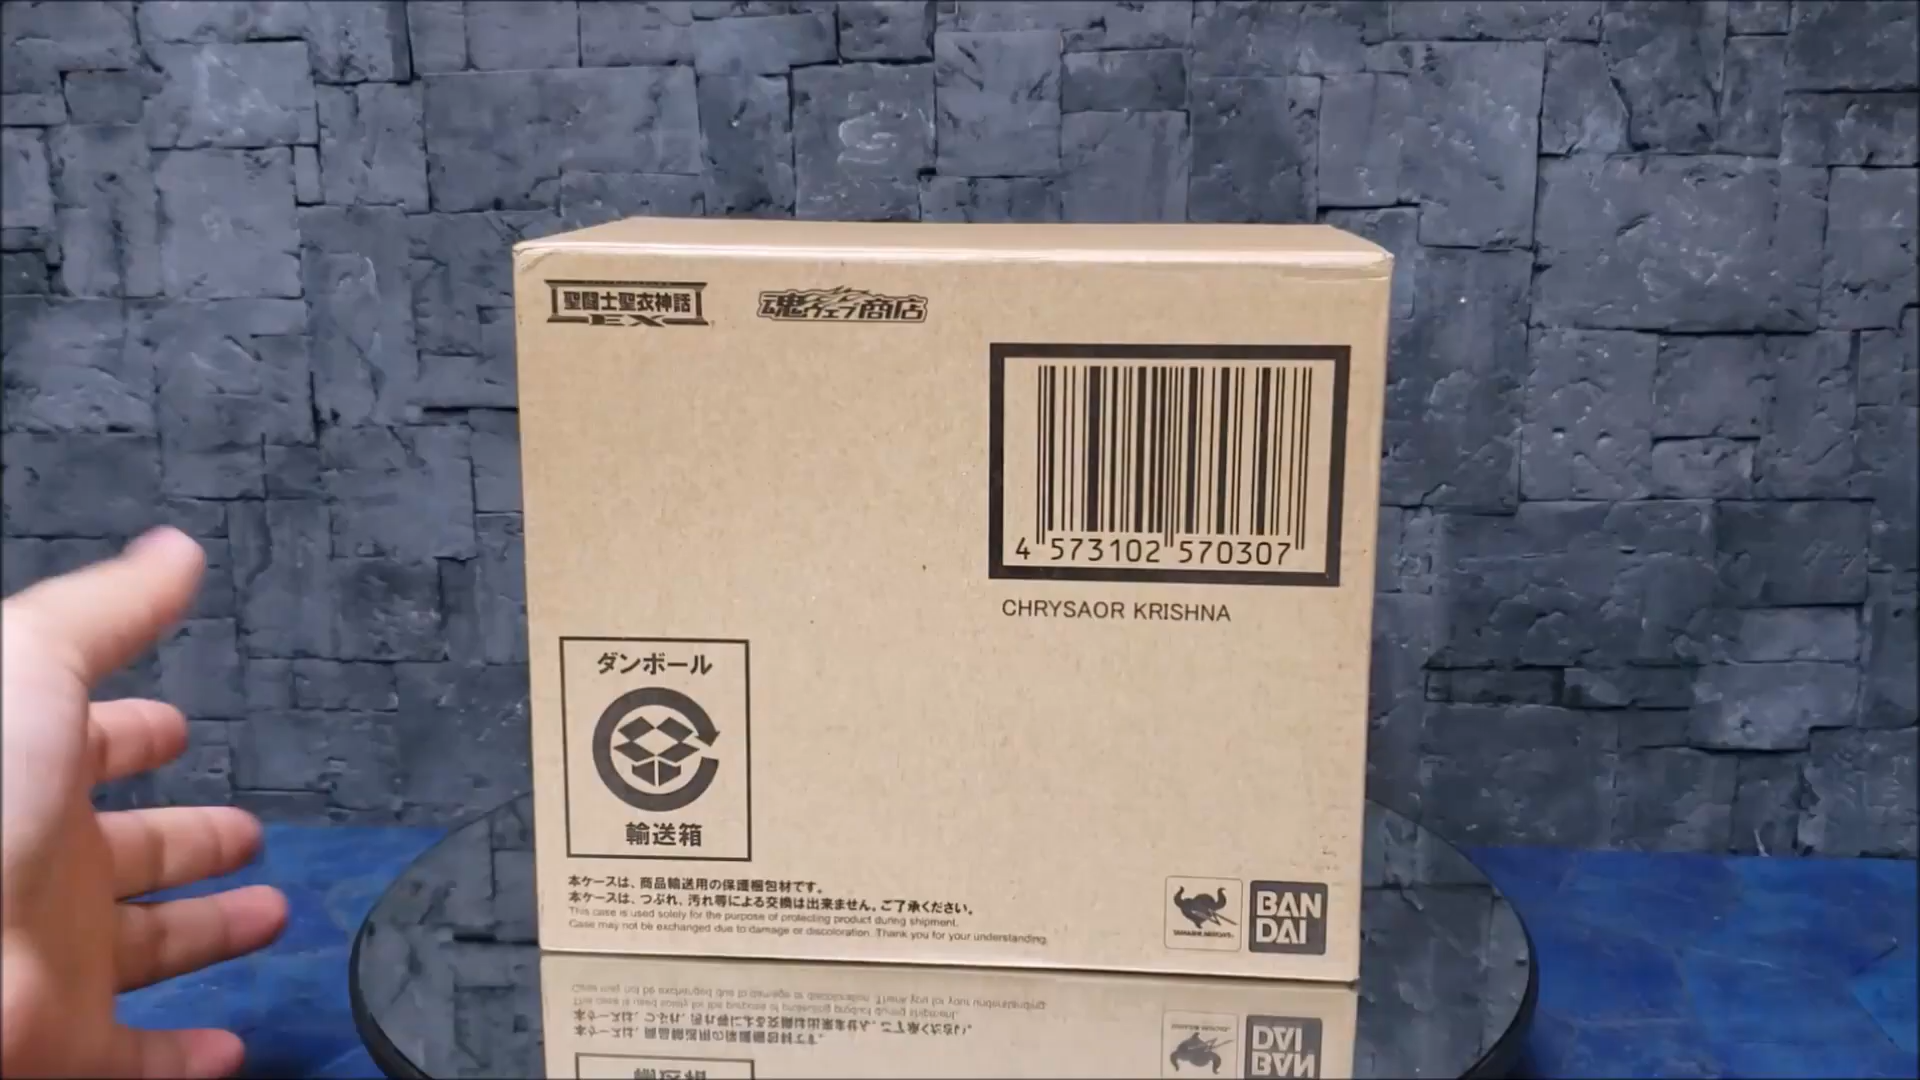 聖闘士聖衣神話
EX
魂ウェブ商店
4 573102 570307
CHRYSAOR KRISHNA
ダンボール
輸送箱
本ケースは、商品輸送用の保護梱包材です。
本ケースは、つぶれ、汚れ等による交換は出来ません。ご了承ください。
This case is used solely for the purpose of protecting product during shipment.
Case may not be exchanged due to damage or discoloration. Thank you for your understanding.
TAMASHII NATIONS
BAN
DAI